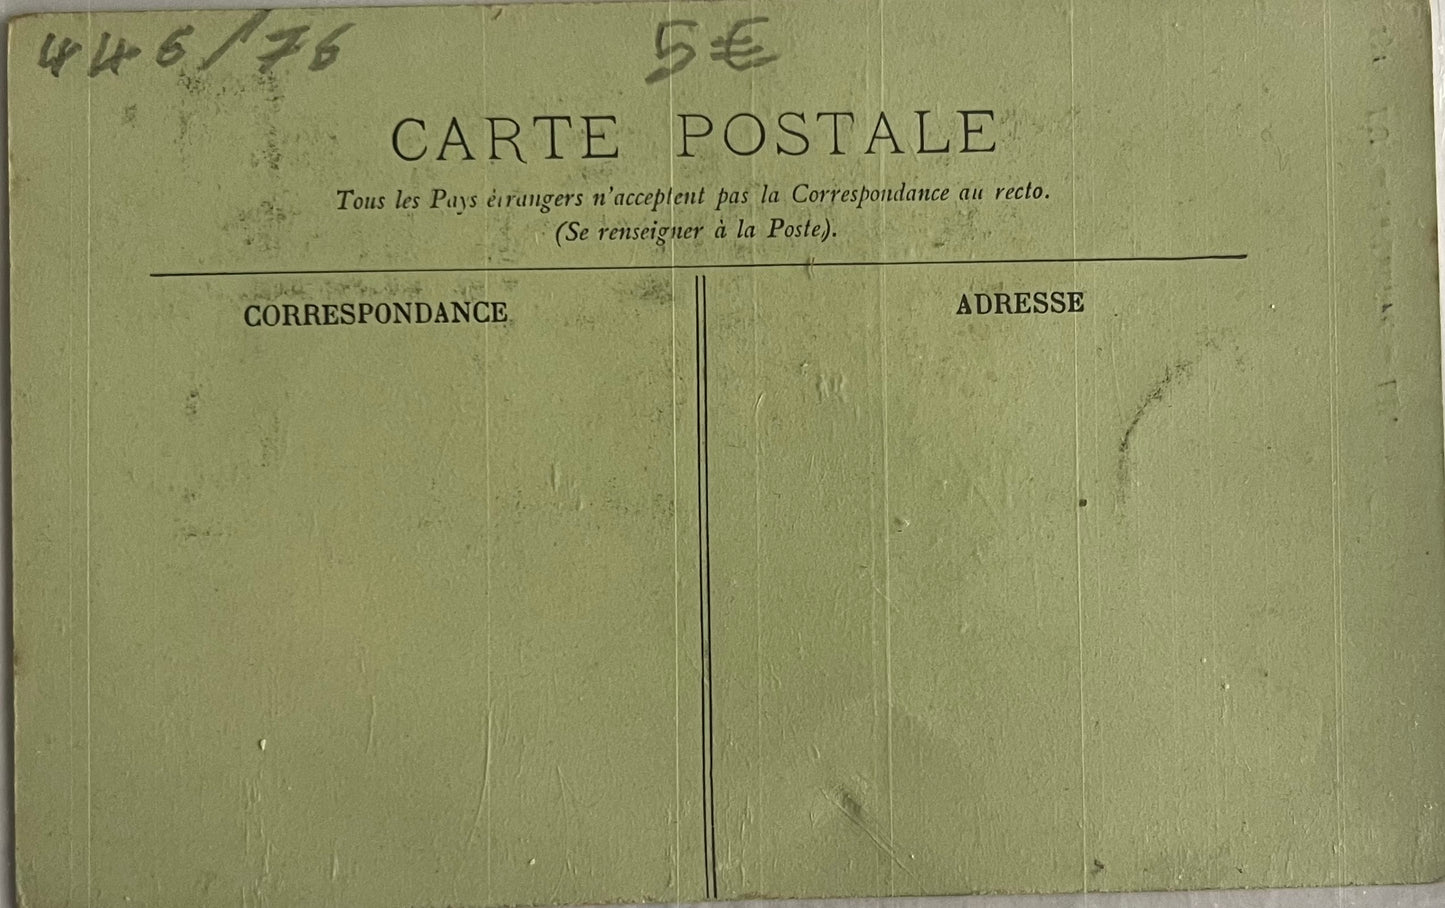 446/76 5€
CARTE POSTALE
Tous les Pays étrangers n'acceptent pas la Correspondance au recto.
(Se renseigner à la Poste).
CORRESPONDANCE ADRESSE